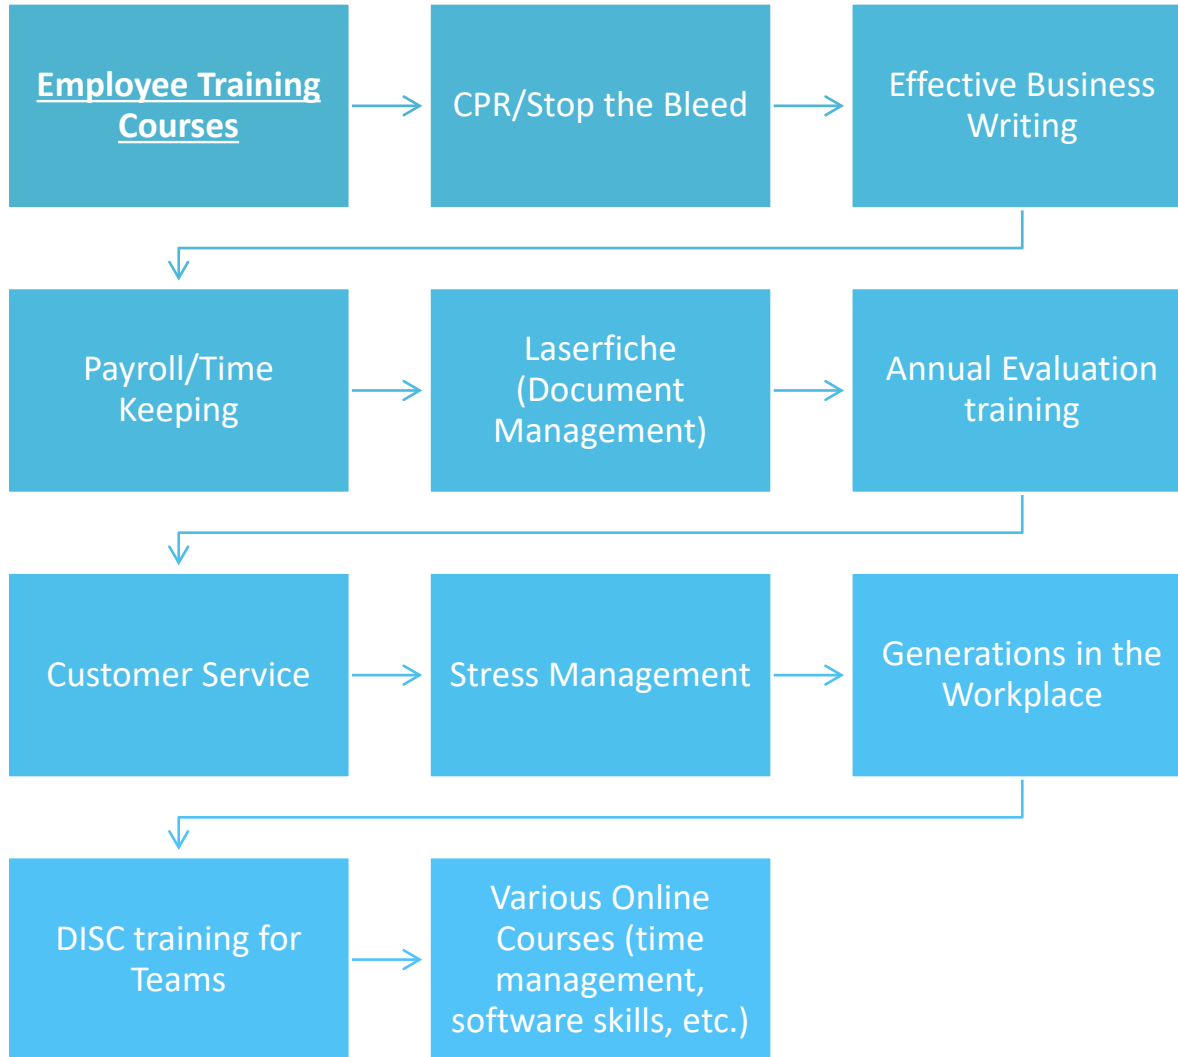 Employee Training
Courses
CPR/Stop the Bleed
Effective Business
Writing
Payroll/Time
Keeping
Laserfiche
(Document
Management)
Annual Evaluation
training
Customer Service
Stress Management
Generations in the
Workplace
DISC training for
Teams
Various Online
Courses (time
management,
software skills, etc.)